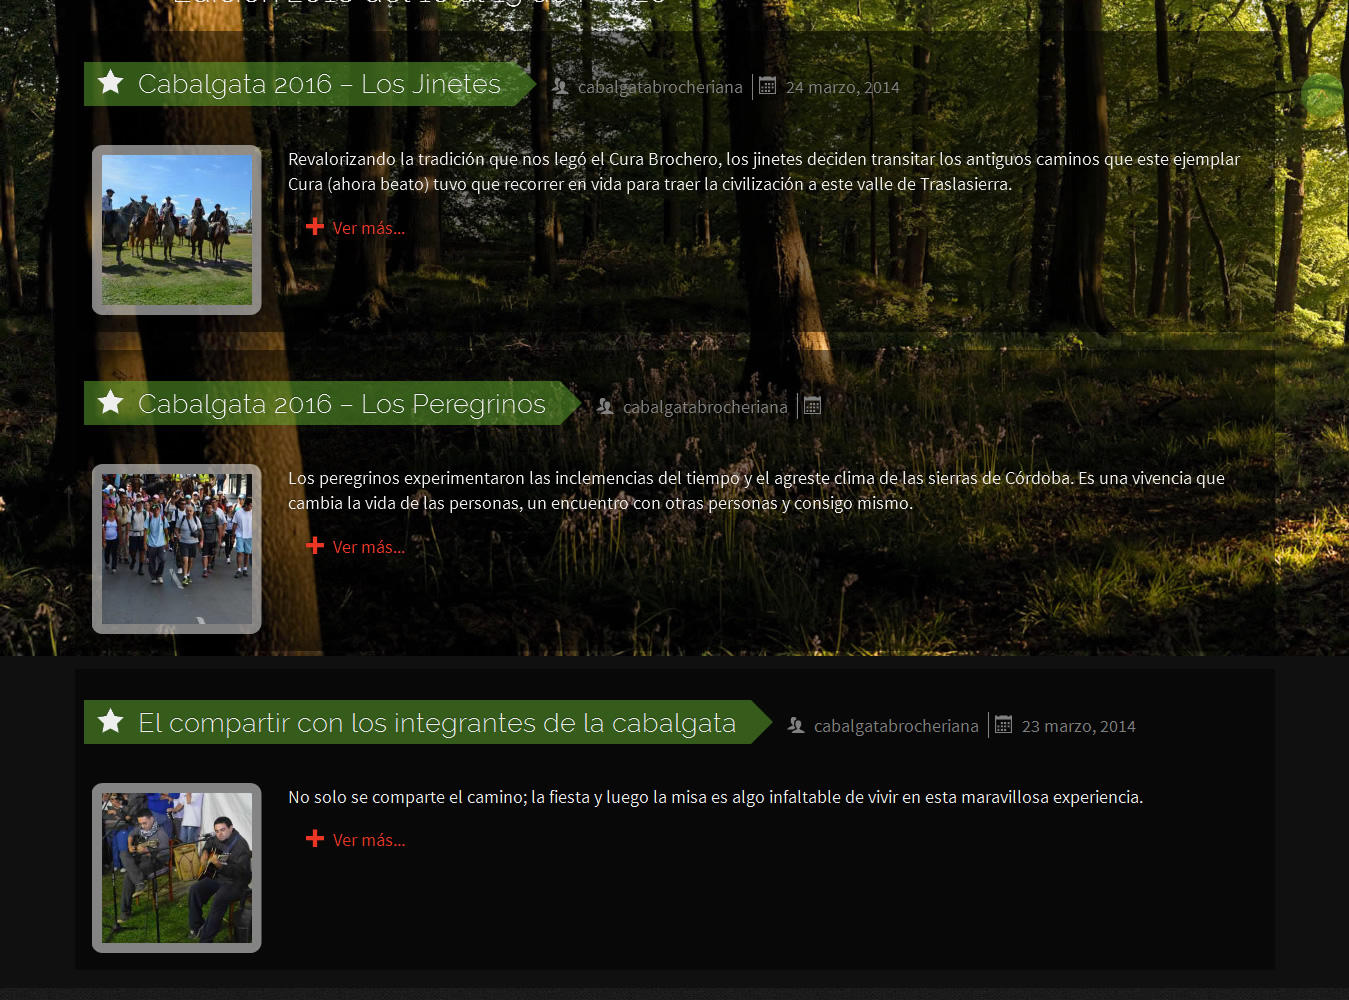 Cabalgata 2016 – Los Jinetes
cabalgatabrocheriana
24 marzo, 2014
Revalorizando la tradición que nos legó el Cura Brochero, los jinetes deciden transitar los antiguos caminos que este ejemplar
Cura (ahora beato) tuvo que recorrer en vida para traer la civilización a este valle de Traslasierra.
Ver más...
Cabalgata 2016 – Los Peregrinos
cabalgatabrocheriana
Los peregrinos experimentaron las inclemencias del tiempo y el agreste clima de las sierras de Córdoba. Es una vivencia que
cambia la vida de las personas, un encuentro con otras personas y consigo mismo.
Ver más...
El compartir con los integrantes de la cabalgata
cabalgatabrocheriana
23 marzo, 2014
No solo se comparte el camino; la fiesta y luego la misa es algo infaltable de vivir en esta maravillosa experiencia.
Ver más...